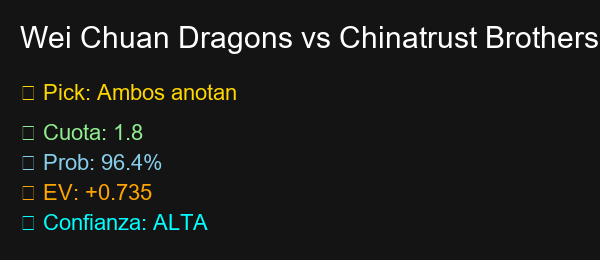 Wei Chuan Dragons vs Chinatrust Brothers
Pick: Ambos anotan
Cuota: 1.8
Prob: 96.4%
EV: +0.735
Confianza: ALTA